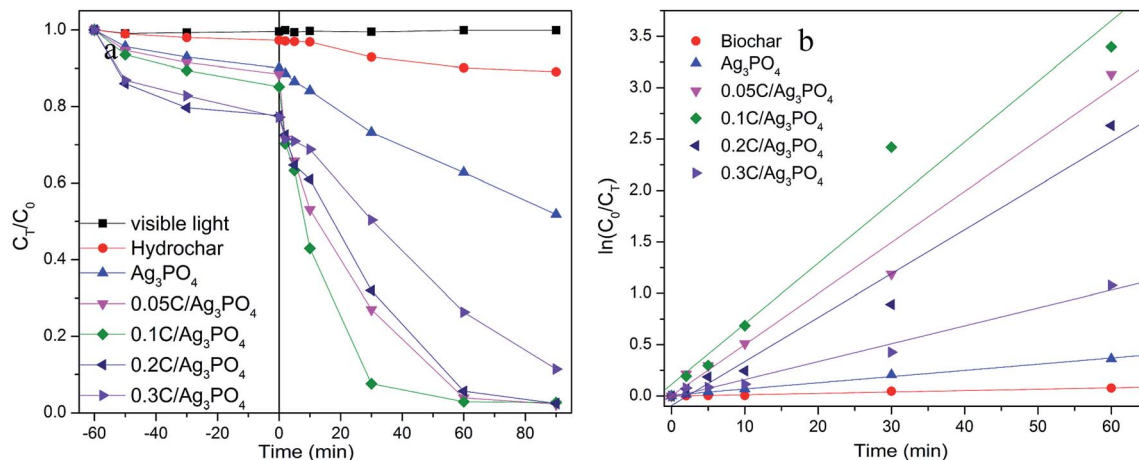 a
C_T/C_0
1.0
0.8
0.6
0.4
0.2
0.0
visible light
Hydrochar
Ag₃PO₄
0.05C/Ag₃PO₄
0.1C/Ag₃PO₄
0.2C/Ag₃PO₄
0.3C/Ag₃PO₄
-60 -40 -20 0 20 40 60 80
Time (min)
b
ln(C₀/C_T)
3.5
3.0
2.5
2.0
1.5
1.0
0.5
0.0
Biochar
Ag₃PO₄
0.05C/Ag₃PO₄
0.1C/Ag₃PO₄
0.2C/Ag₃PO₄
0.3C/Ag₃PO₄
0 10 20 30 40 50 60
Time (min)